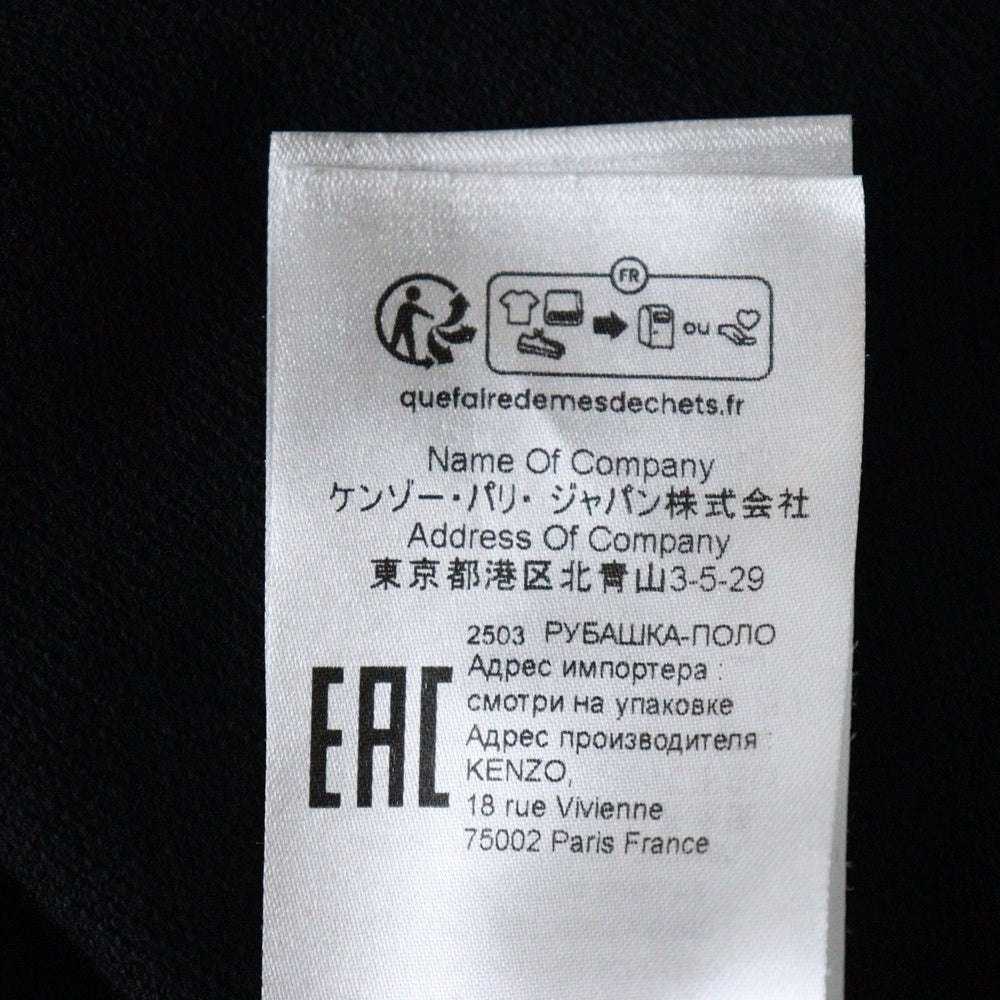 FR
ou
quefairedemesdechets.fr
Name Of Company
ケンゾー・パリ・ジャパン株式会社
Address Of Company
東京都港区北青山3-5-29
2503 РУБАШКА-ПОЛО
Адрес импортера :
смотри на упаковке
Адрес производителя :
KENZO,
18 rue Vivienne
75002 Paris France
EAC